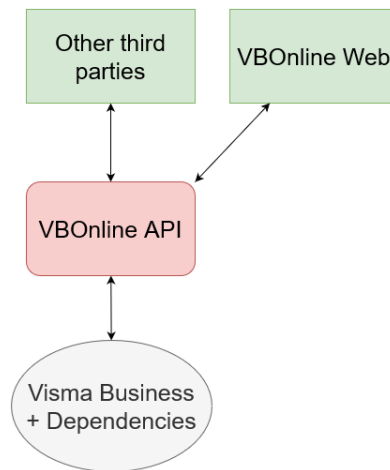 Other third
parties
VBOnline Web
VBOnline API
Visma Business
+ Dependencies